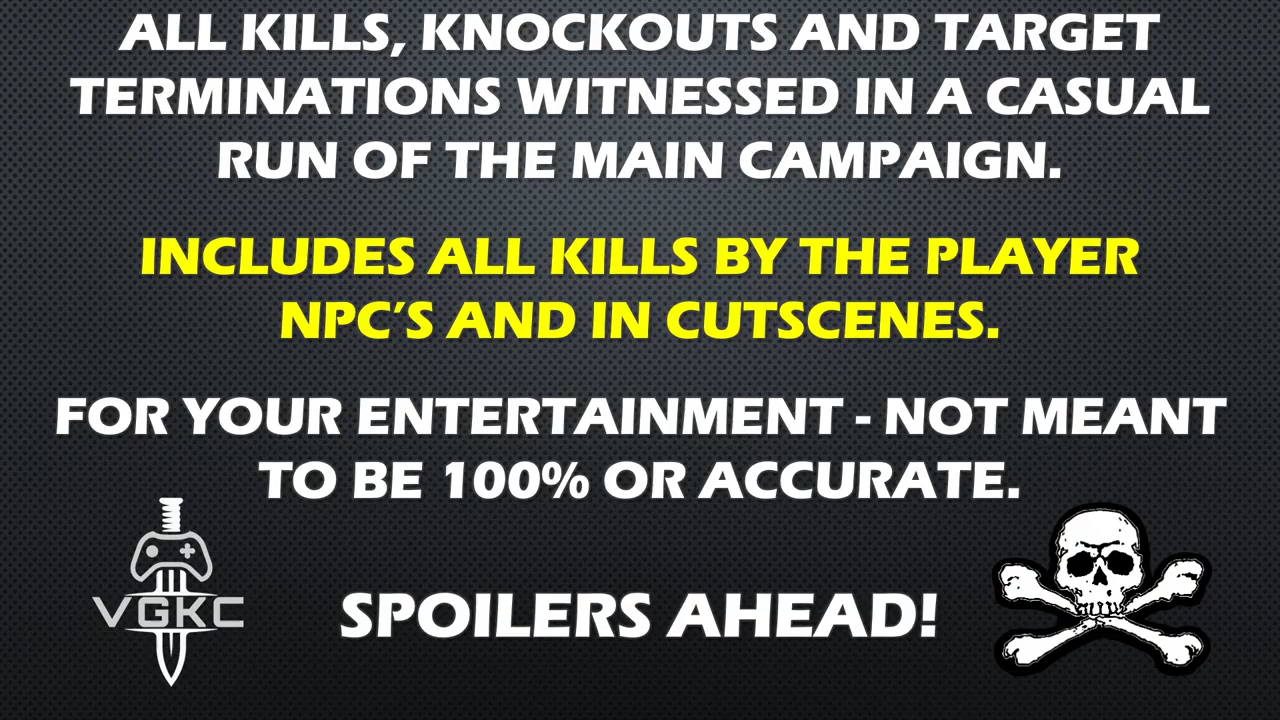 ALL KILLS, KNOCKOUTS AND TARGET
TERMINATIONS WITNESSED IN A CASUAL
RUN OF THE MAIN CAMPAIGN.
INCLUDES ALL KILLS BY THE PLAYER
NPC'S AND IN CUTSCENES.
FOR YOUR ENTERTAINMENT - NOT MEANT
TO BE 100% OR ACCURATE.
VGKC
SPOILERS AHEAD!